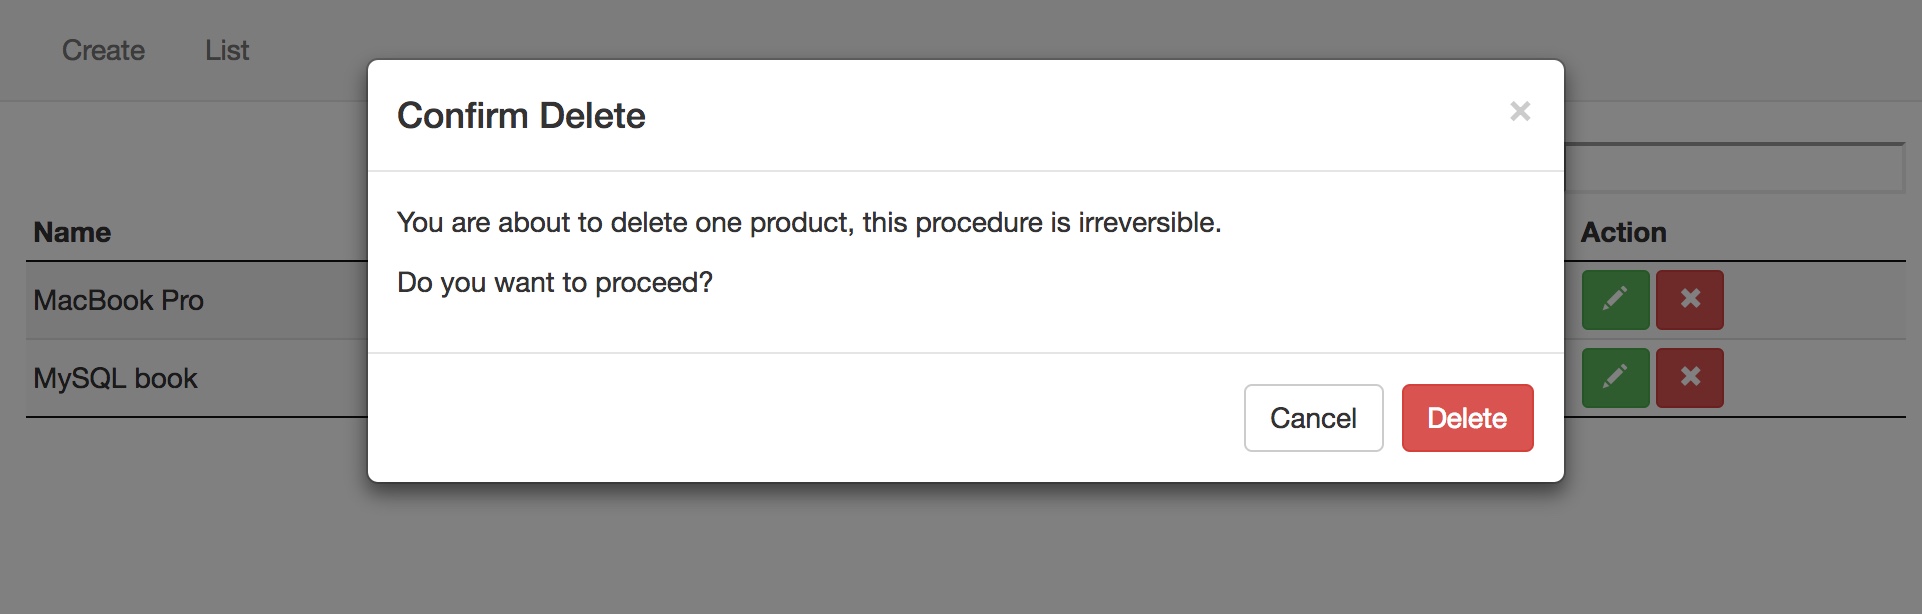 Create List
Confirm Delete ×
You are about to delete one product, this procedure is irreversible.
Name Action
Do you want to proceed?
MacBook Pro
MySQL book
Cancel Delete